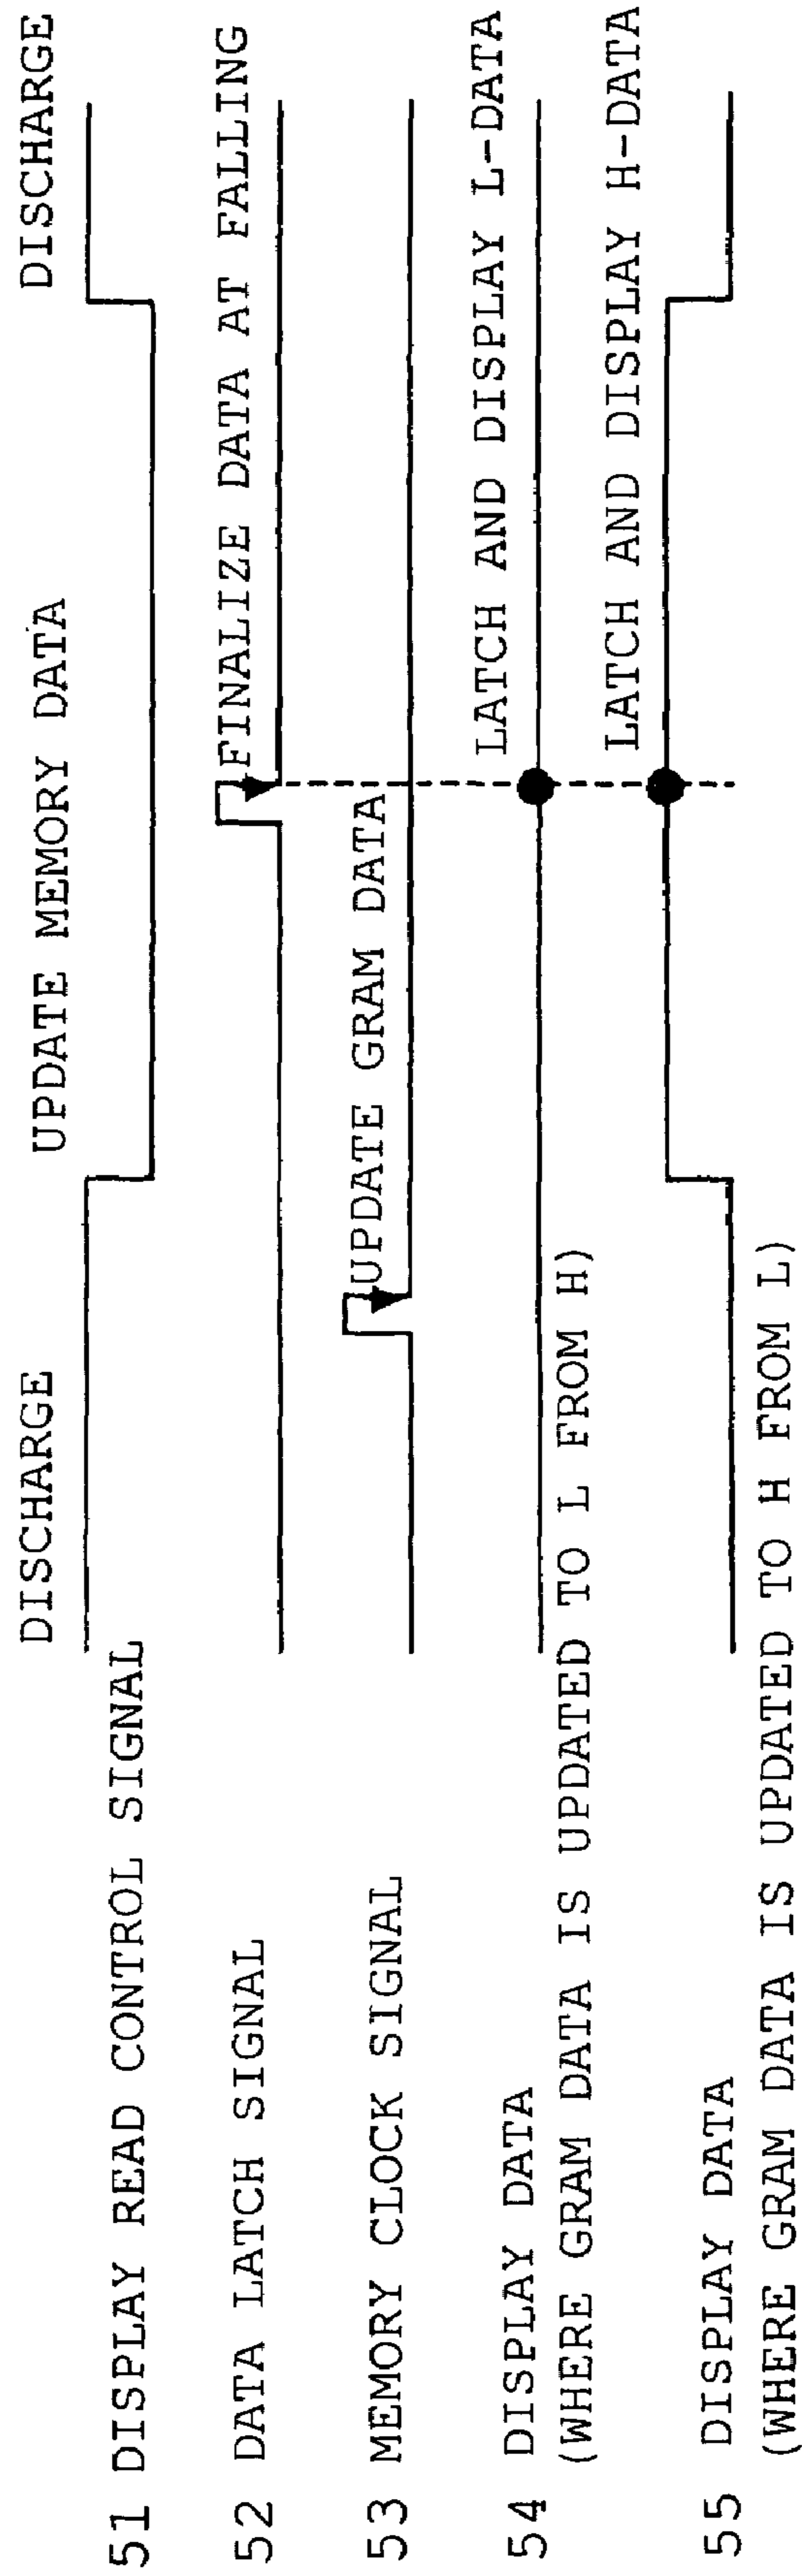 DISCHARGE UPDATE MEMORY DATA DISCHARGE
51 DISPLAY READ CONTROL SIGNAL
FINALIZE DATA AT FALLING
52 DATA LATCH SIGNAL
UPDATE GRAM DATA
53 MEMORY CLOCK SIGNAL
LATCH AND DISPLAY L-DATA
54 DISPLAY DATA
(WHERE GRAM DATA IS UPDATED TO L FROM H)
LATCH AND DISPLAY H-DATA
55 DISPLAY DATA
(WHERE GRAM DATA IS UPDATED TO H FROM L)